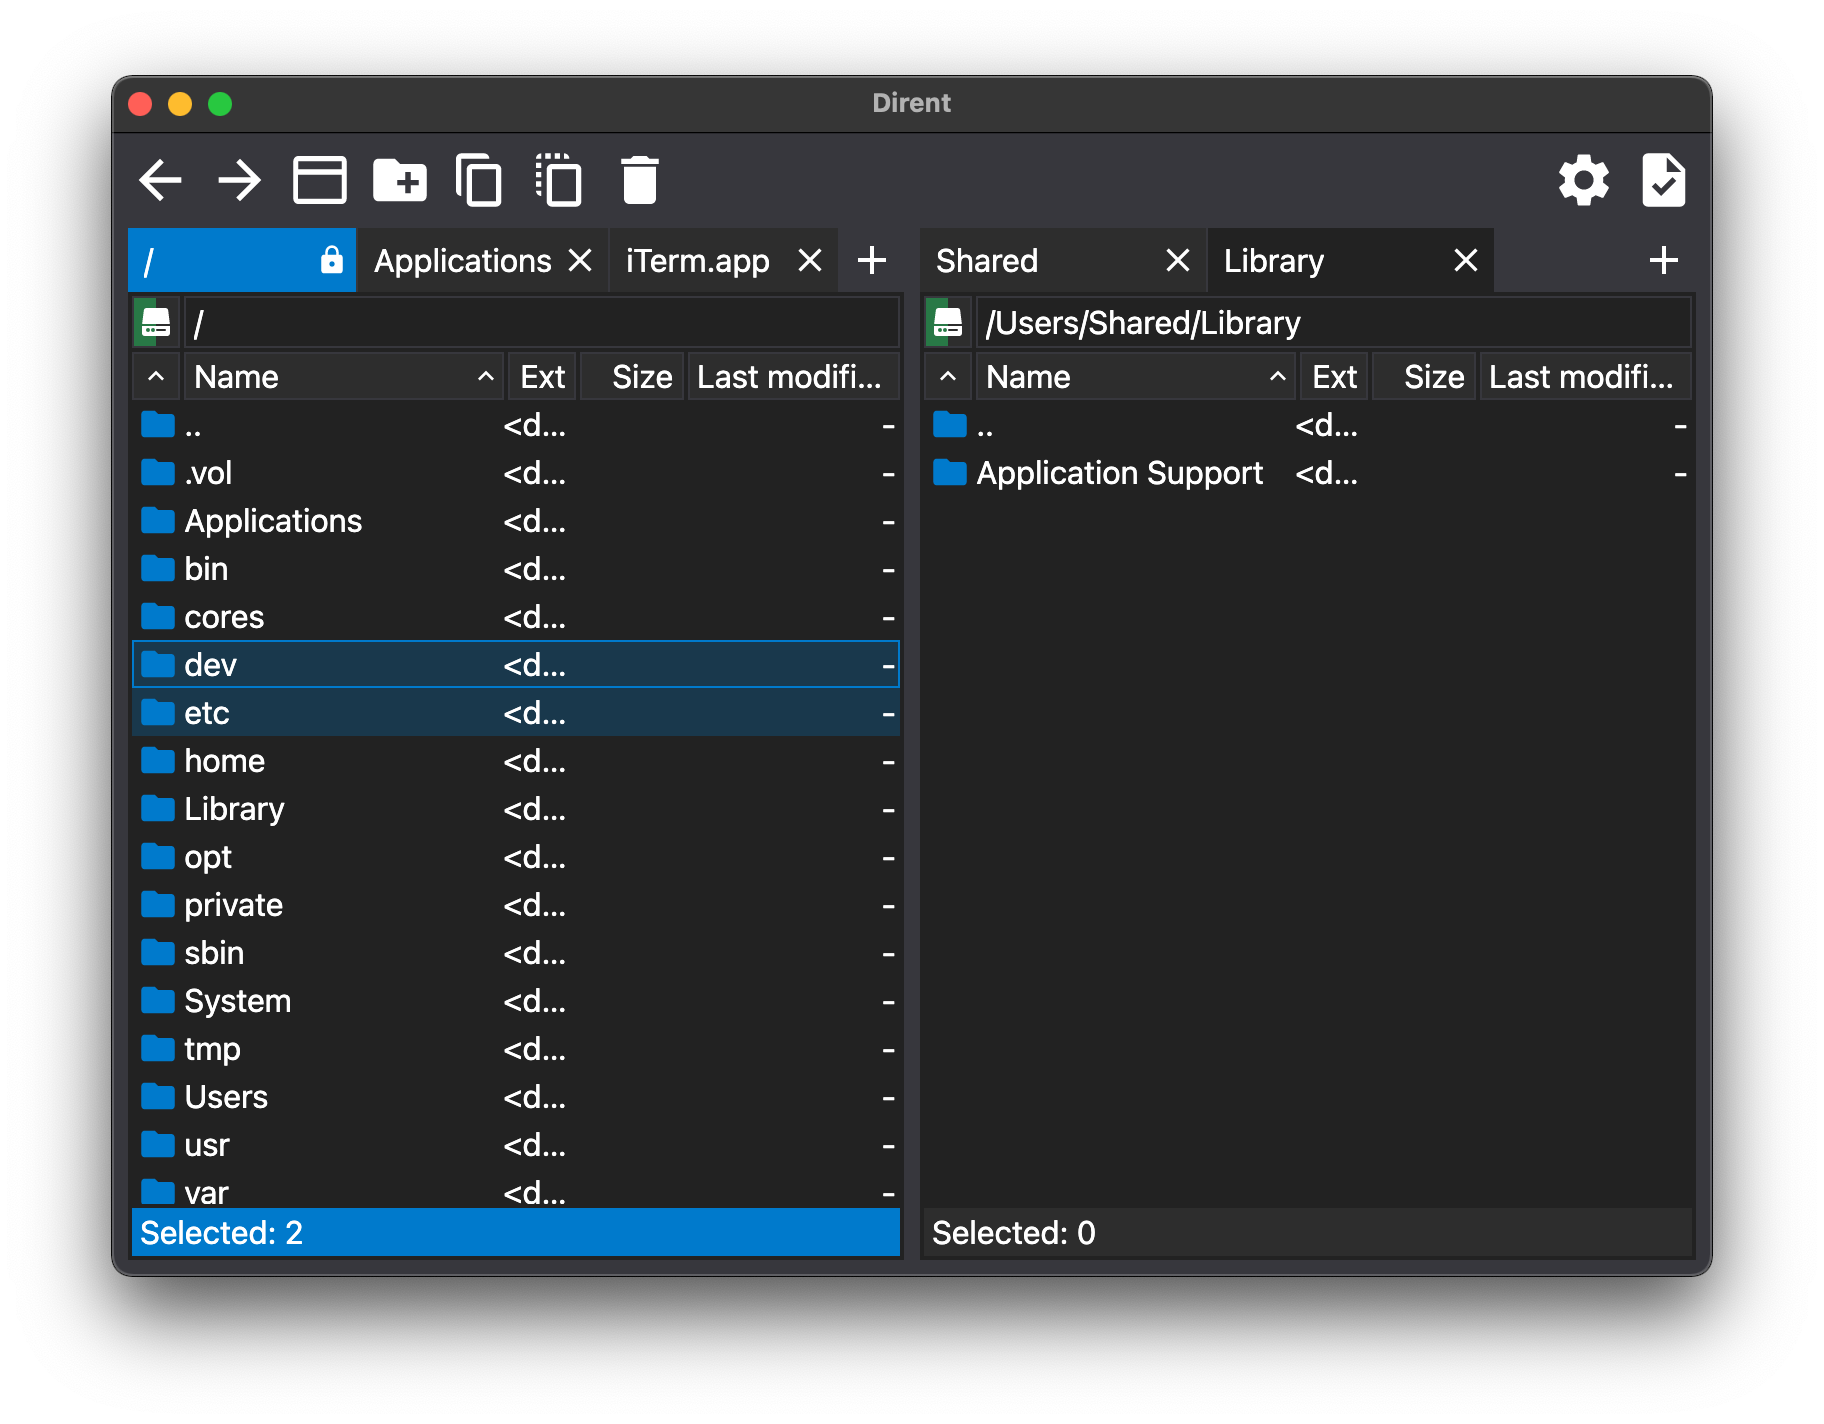 Dirent
/ Applications iTerm.app Shared Library
/ /Users/Shared/Library
Name Ext Size Last modifi... Name Ext Size Last modifi...
.. <d... - .. <d... -
.vol <d... - Application Support <d... -
Applications <d... -
bin <d... -
cores <d... -
dev <d... -
etc <d... -
home <d... -
Library <d... -
opt <d... -
private <d... -
sbin <d... -
System <d... -
tmp <d... -
Users <d... -
usr <d... -
var <d... -
Selected: 2 Selected: 0